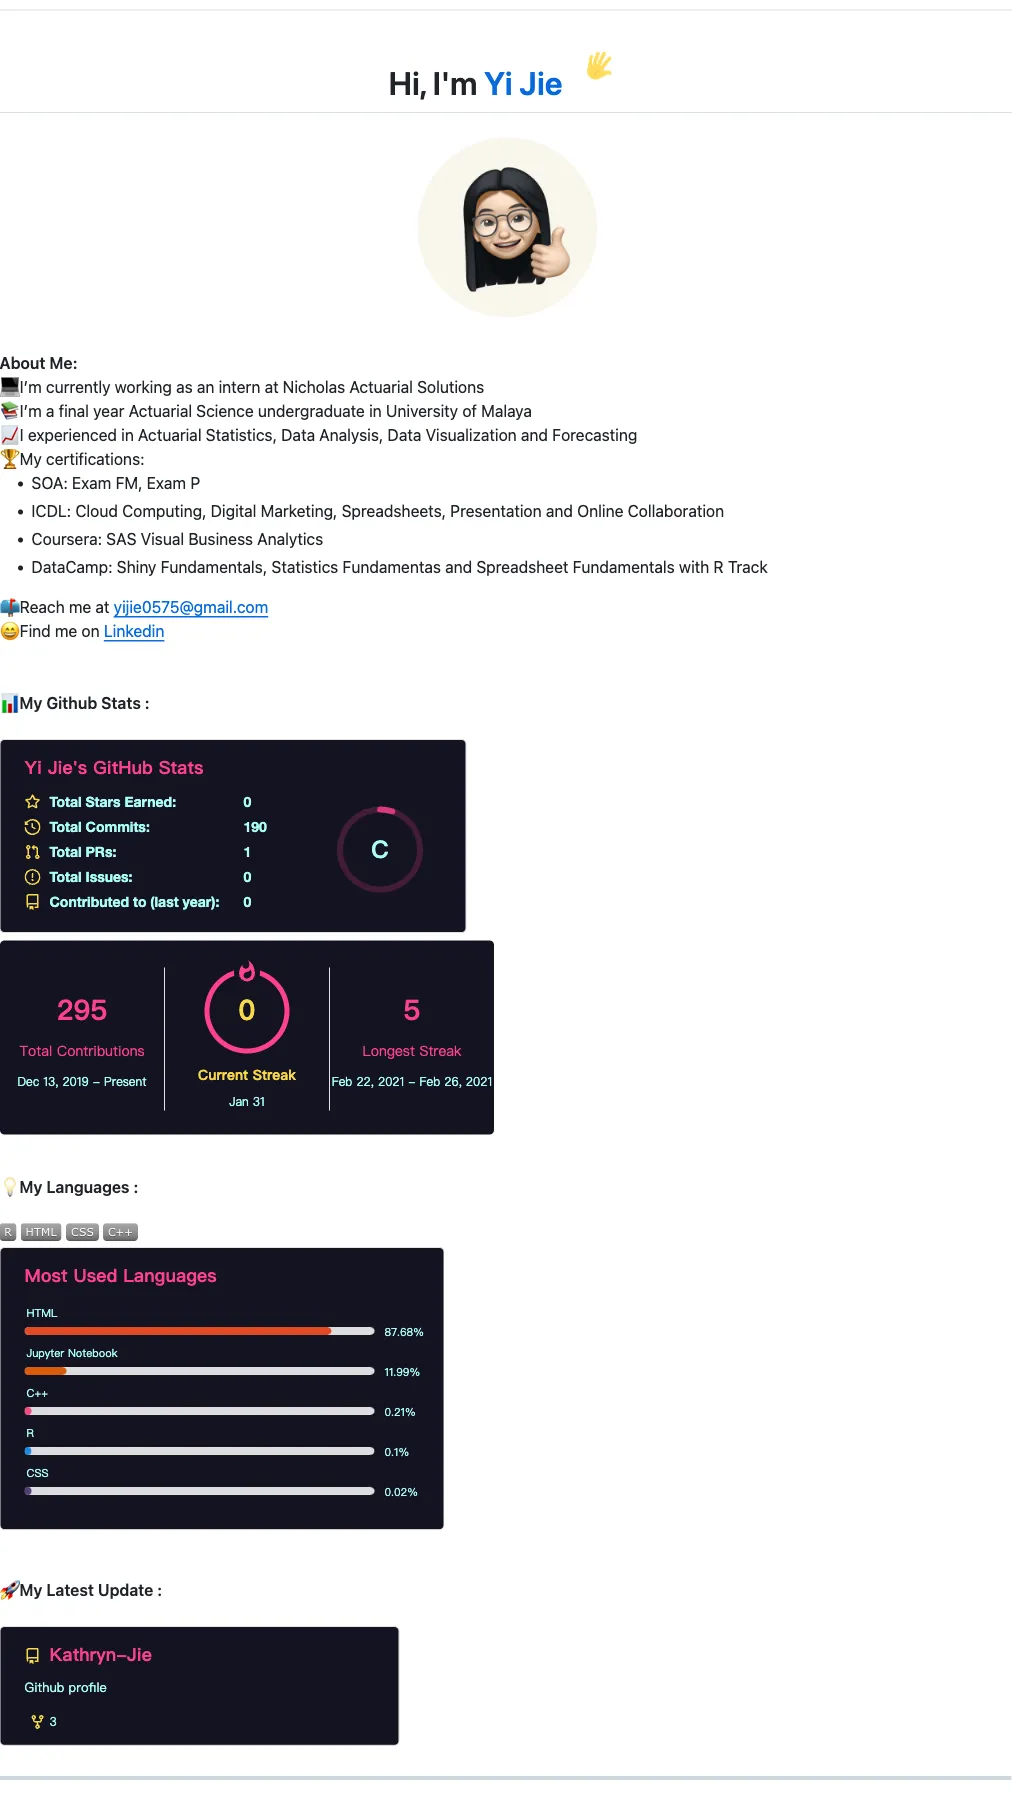 Hi, I'm Yi Jie
About Me:
I'm currently working as an intern at Nicholas Actuarial Solutions
I'm a final year Actuarial Science undergraduate in University of Malaya
I experienced in Actuarial Statistics, Data Analysis, Data Visualization and Forecasting
My certifications:
• SOA: Exam FM, Exam P
• ICDL: Cloud Computing, Digital Marketing, Spreadsheets, Presentation and Online Collaboration
• Coursera: SAS Visual Business Analytics
• DataCamp: Shiny Fundamentals, Statistics Fundamentas and Spreadsheet Fundamentals with R Track
Reach me at yijie0575@gmail.com
Find me on Linkedin
My Github Stats :
Yi Jie's GitHub Stats
Total Stars Earned: 0
Total Commits: 190
Total PRs: 1
Total Issues: 0
Contributed to (last year): 0
C
295
Total Contributions
Dec 13, 2019 – Present
0
Current Streak
Jan 31
5
Longest Streak
Feb 22, 2021 – Feb 26, 2021
My Languages :
R HTML CSS C++
Most Used Languages
HTML
87.68%
Jupyter Notebook
11.99%
C++
0.21%
R
0.1%
CSS
0.02%
My Latest Update :
Kathryn-Jie
Github profile
3